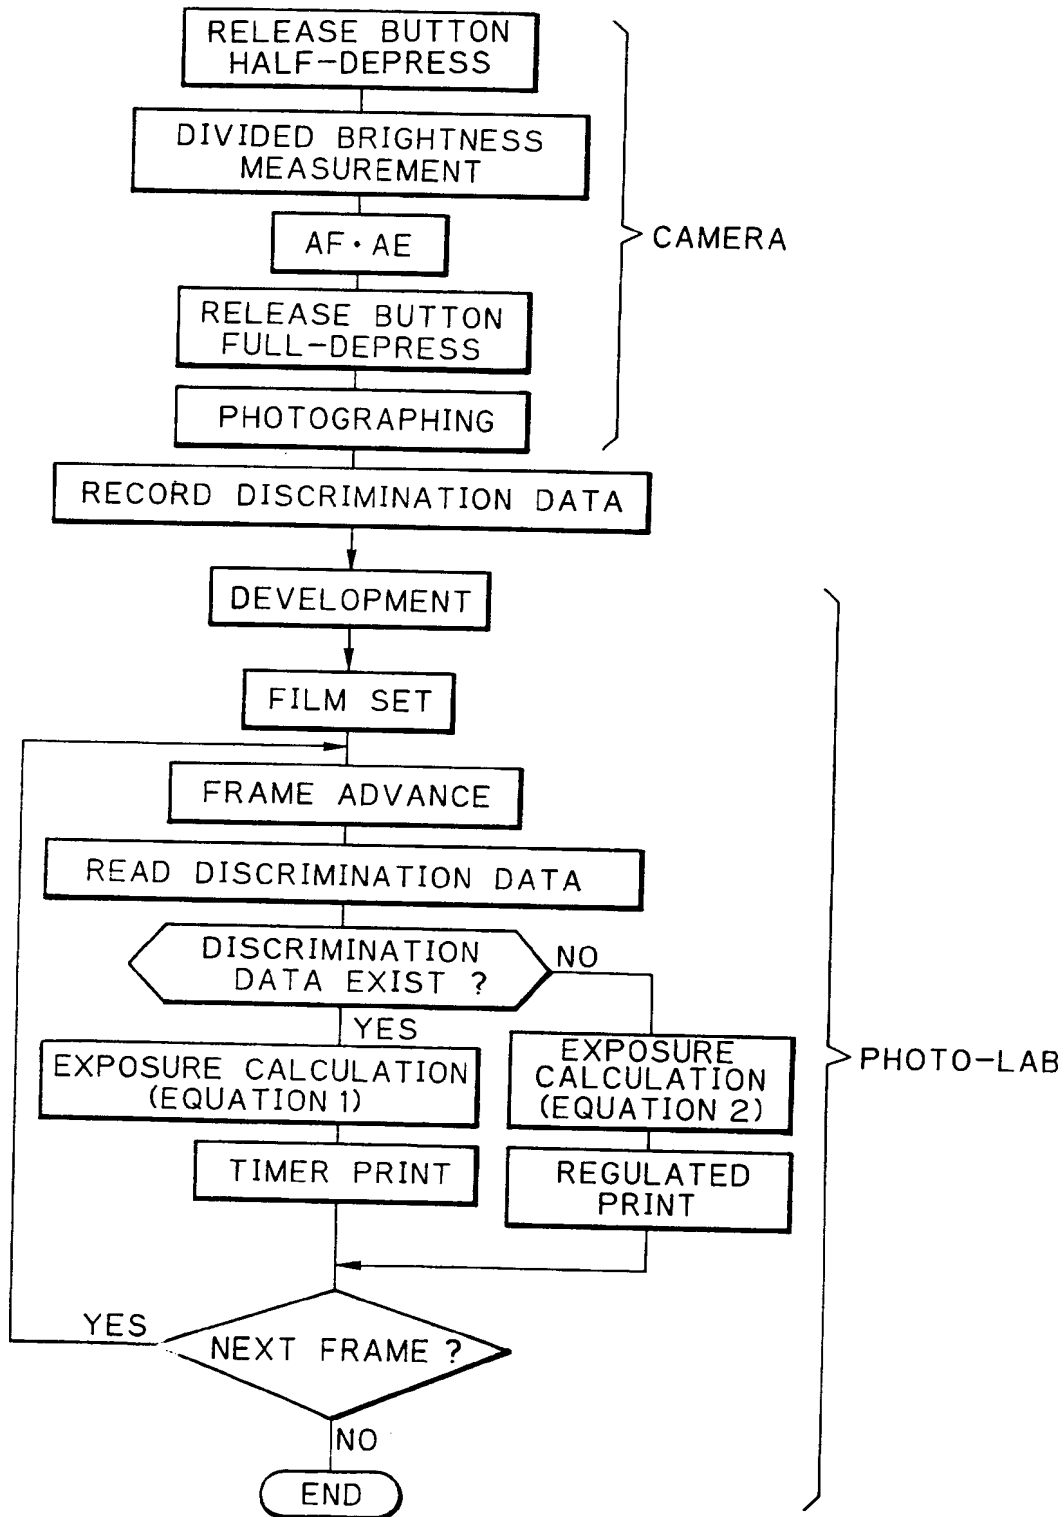 RELEASE BUTTON
HALF-DEPRESS
DIVIDED BRIGHTNESS
MEASUREMENT
AF・AE
CAMERA
RELEASE BUTTON
FULL-DEPRESS
PHOTOGRAPHING
RECORD DISCRIMINATION DATA
DEVELOPMENT
FILM SET
FRAME ADVANCE
READ DISCRIMINATION DATA
DISCRIMINATION
DATA EXIST ?
NO
YES
EXPOSURE CALCULATION
(EQUATION 1)
EXPOSURE
CALCULATION
(EQUATION 2)
PHOTO-LAB
TIMER PRINT
REGULATED
PRINT
YES
NEXT FRAME ?
NO
END